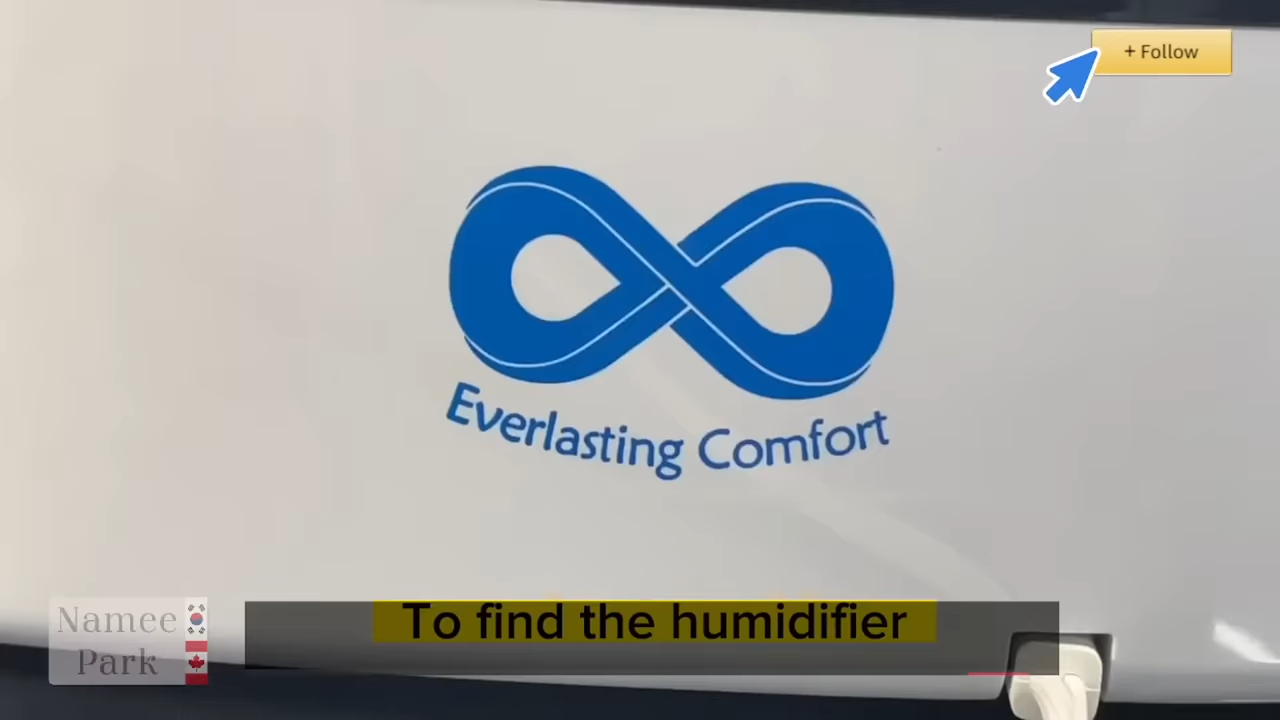 + Follow
Everlasting Comfort
To find the humidifier
Namee
Park